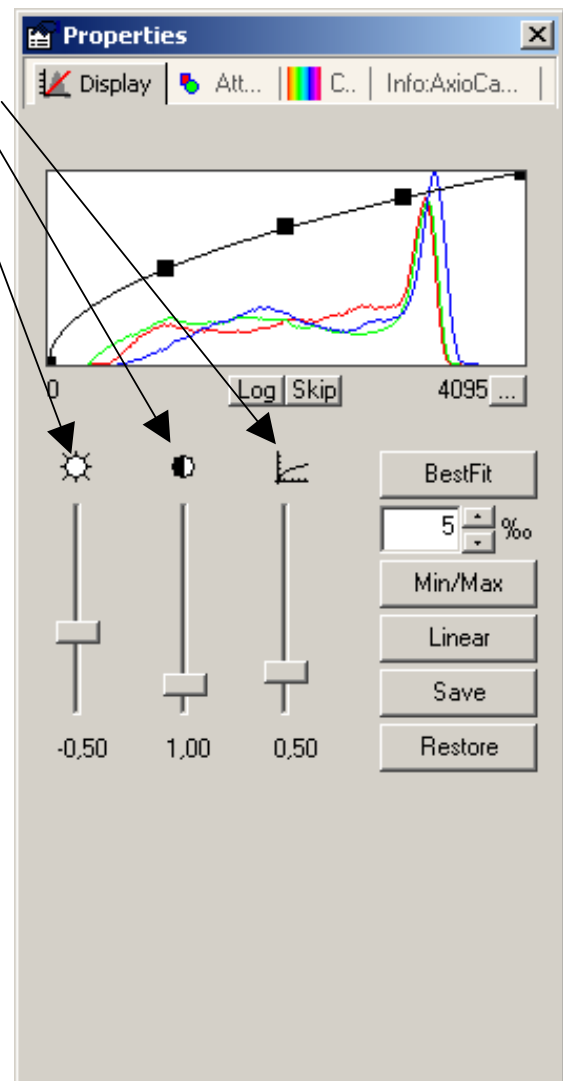 Properties
Display Att... C.. Info:AxioCa...
0 Log Skip 4095 ...
BestFit
5 ‰
Min/Max
Linear
Save
-0,50 1,00 0,50 Restore